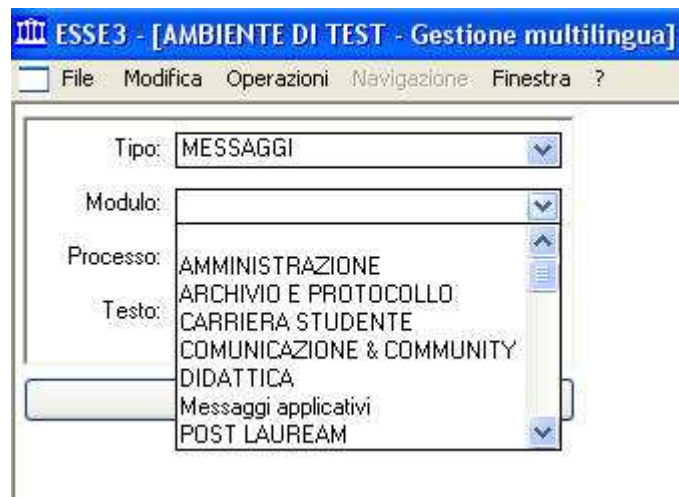 ESSE3 - [AMBIENTE DI TEST - Gestione multilingua]
File Modifica Operazioni Navigazione Finestra ?
Tipo: MESSAGGI
Modulo:
Processo:
Testo:
AMMINISTRAZIONE
ARCHIVIO E PROTOCOLLO
CARRIERA STUDENTE
COMUNICAZIONE & COMMUNITY
DIDATTICA
Messaggi applicativi
POST LAUREAM